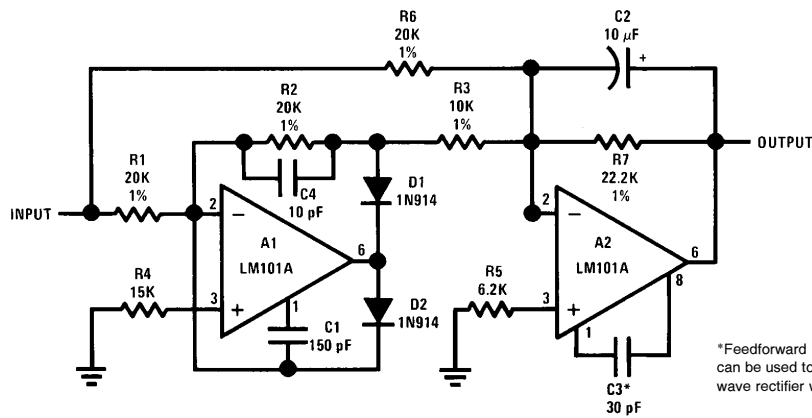 R6
20K
1%
C2
10 μF
+
R2
20K
1%
R3
10K
1%
OUTPUT
R1
20K
1%
C4
10 pF
D1
1N914
R7
22.2K
1%
INPUT
2
−
A1
LM101A
6
3
+
1
R4
15K
C1
150 pF
D2
1N914
2
−
A2
LM101A
6
8
3
+
1
R5
6.2K
C3*
30 pF
*Feedforward
can be used to
wave rectifier w